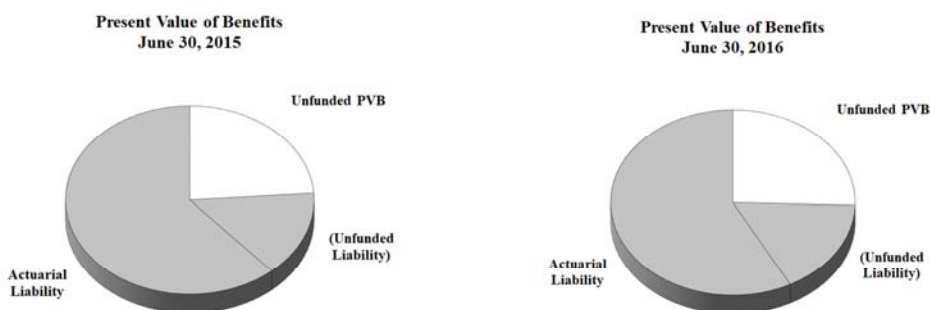 Present Value of Benefits
June 30, 2015
Unfunded PVB
(Unfunded
Liability)
Actuarial
Liability
Present Value of Benefits
June 30, 2016
Unfunded PVB
(Unfunded
Liability)
Actuarial
Liability